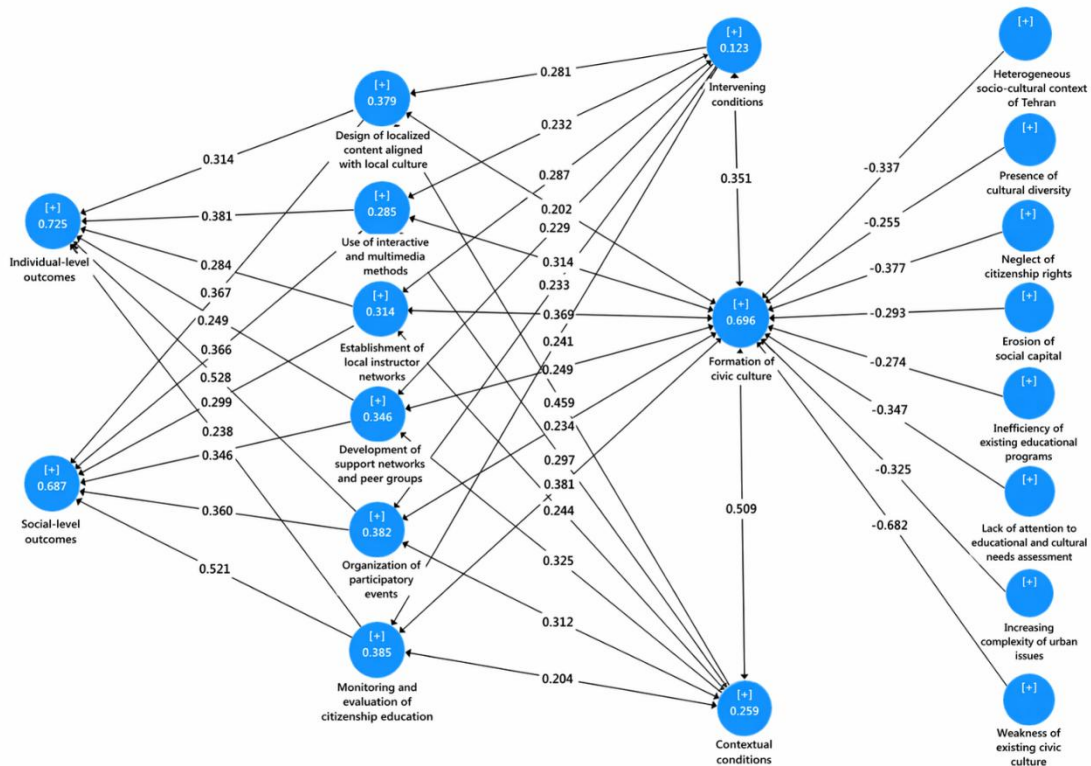 [+]
0.725
Individual-level
outcomes
[+]
0.687
Social-level
outcomes
0.314
0.381
0.284
0.367
0.249
0.366
0.528
0.299
0.238
0.346
0.360
0.521
[+]
0.379
Design of localized
content aligned
with local culture
[+]
0.285
Use of interactive
and multimedia
methods
[+]
0.314
Establishment of
local instructor
networks
[+]
0.346
Development of
support networks
and peer groups
[+]
0.382
Organization of
participatory
events
[+]
0.385
Monitoring and
evaluation of
citizenship education
0.281
0.232
0.287
0.202
0.229
0.314
0.233
0.369
0.241
0.249
0.459
0.234
0.297
0.381
0.244
0.325
0.312
0.204
[+]
0.123
Intervening
conditions
0.351
[+]
0.696
Formation of
civic culture
0.509
[+]
0.259
Contextual
conditions
-0.337
-0.255
-0.377
-0.293
-0.274
-0.347
-0.325
-0.682
[+]
Heterogeneous
socio-cultural context
of Tehran
[+]
Presence of
cultural diversity
[+]
Neglect of
citizenship rights
[+]
Erosion of
social capital
[+]
Inefficiency of
existing educational
programs
[+]
Lack of attention to
educational and cultural
needs assessment
[+]
Increasing
complexity of urban
issues
[+]
Weakness of
existing civic
culture